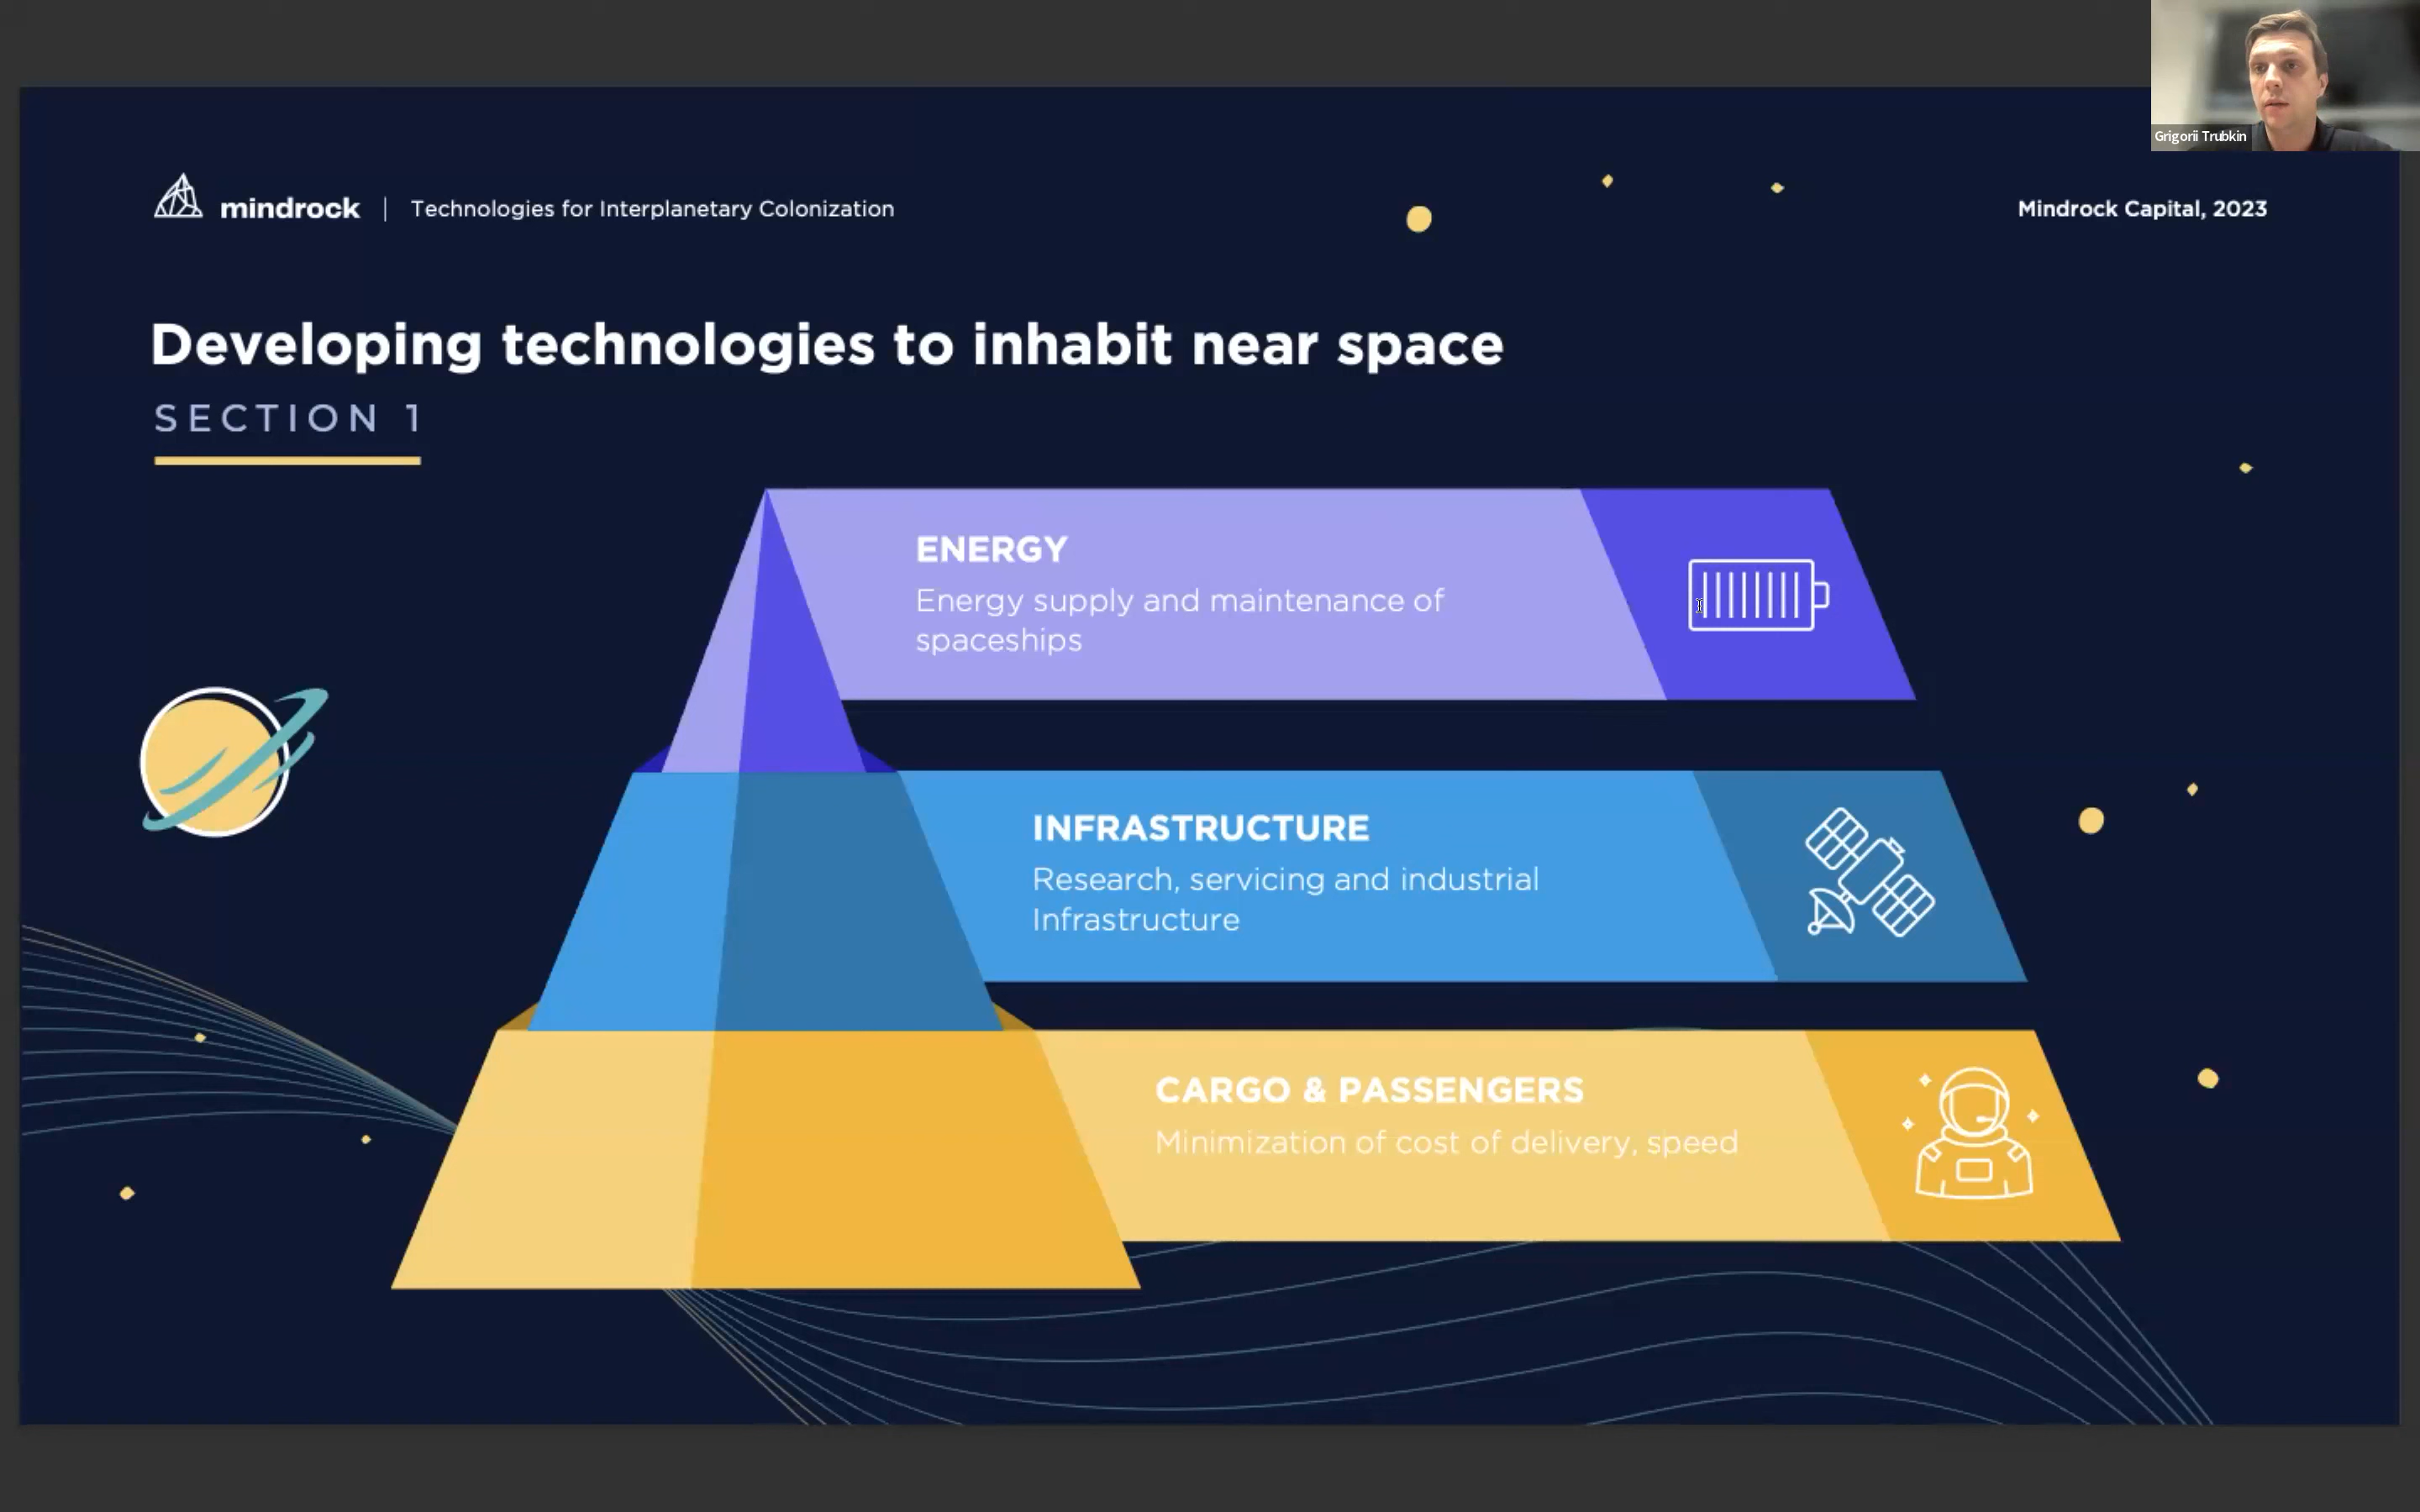 Grigorii Trubkin
mindrock | Technologies for Interplanetary Colonization
Mindrock Capital, 2023
Developing technologies to inhabit near space
SECTION 1
ENERGY
Energy supply and maintenance of
spaceships
INFRASTRUCTURE
Research, servicing and industrial
Infrastructure
CARGO & PASSENGERS
Minimization of cost of delivery, speed